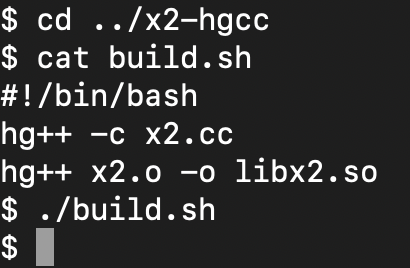 $ cd ../x2-hgcc
$ cat build.sh
#!/bin/bash
hg++ -c x2.cc
hg++ x2.o -o libx2.so
$ ./build.sh
$